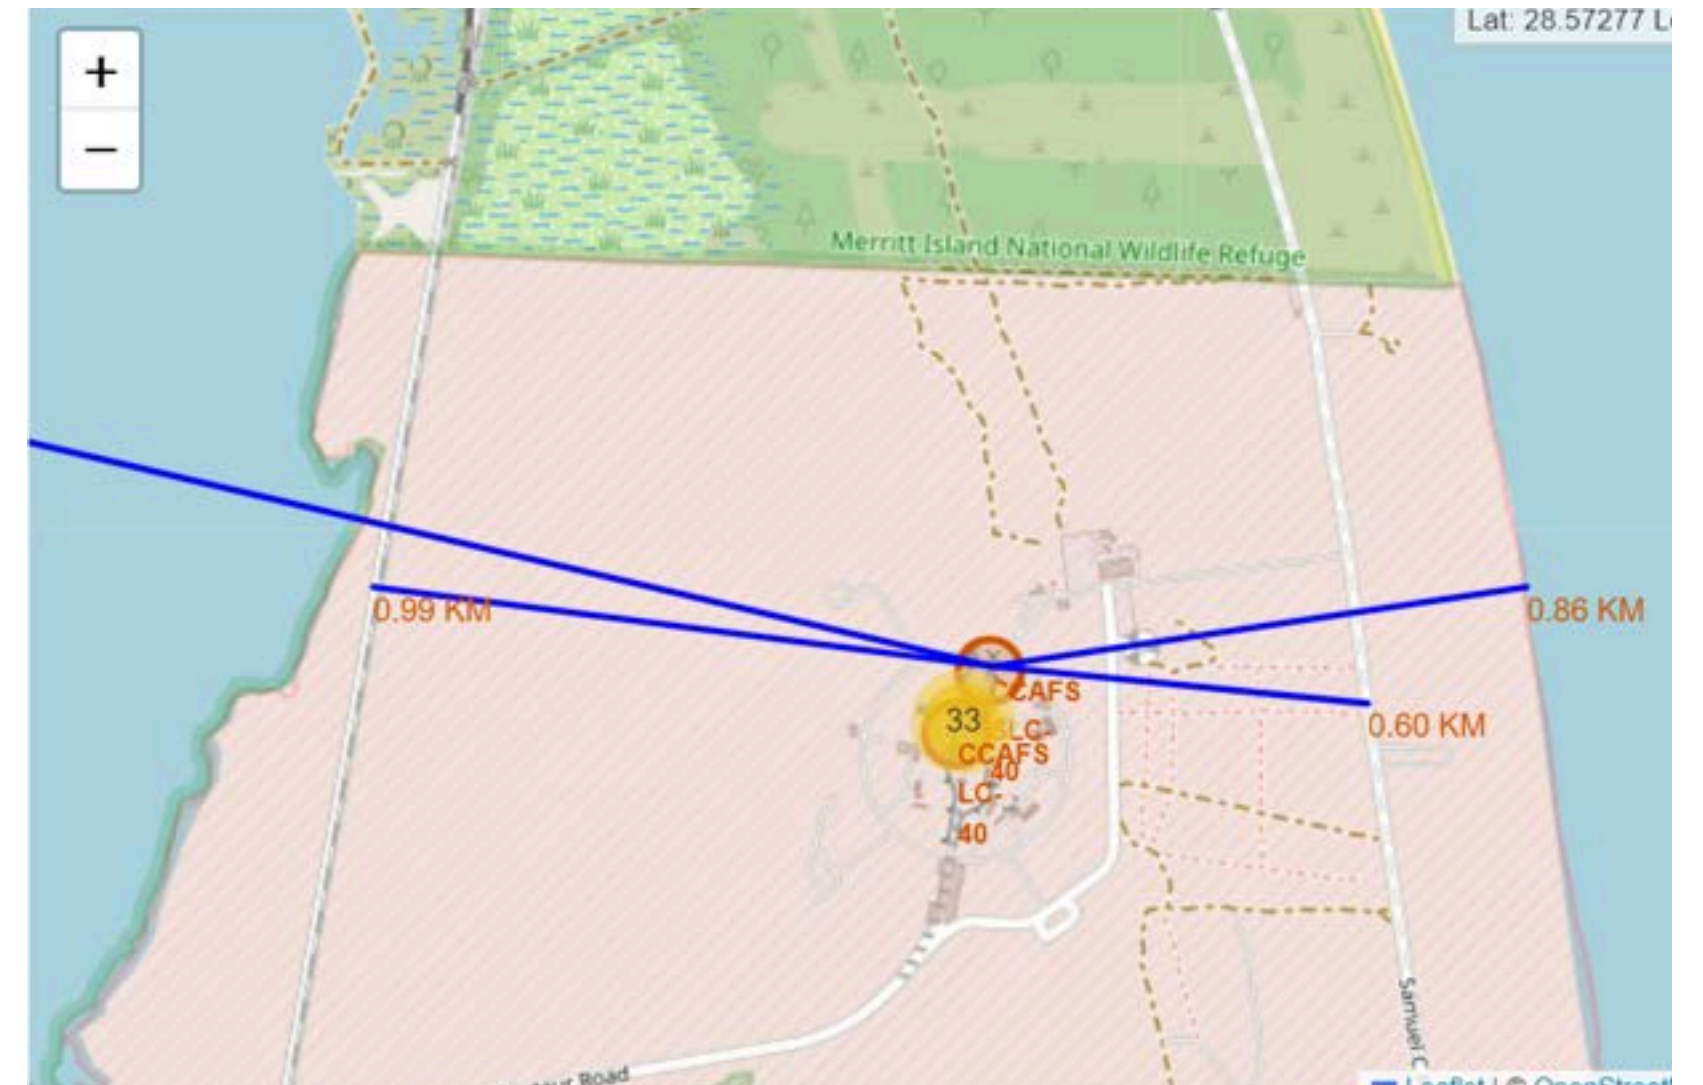 +
Lat: 28.57277 L
−
Merritt Island National Wildlife Refuge
0.99 KM
0.86 KM
CCAFS
33
SLC-
0.60 KM
CCAFS
40
LC-
40
Samuel C
Road
Leaflet | © OpenStreet